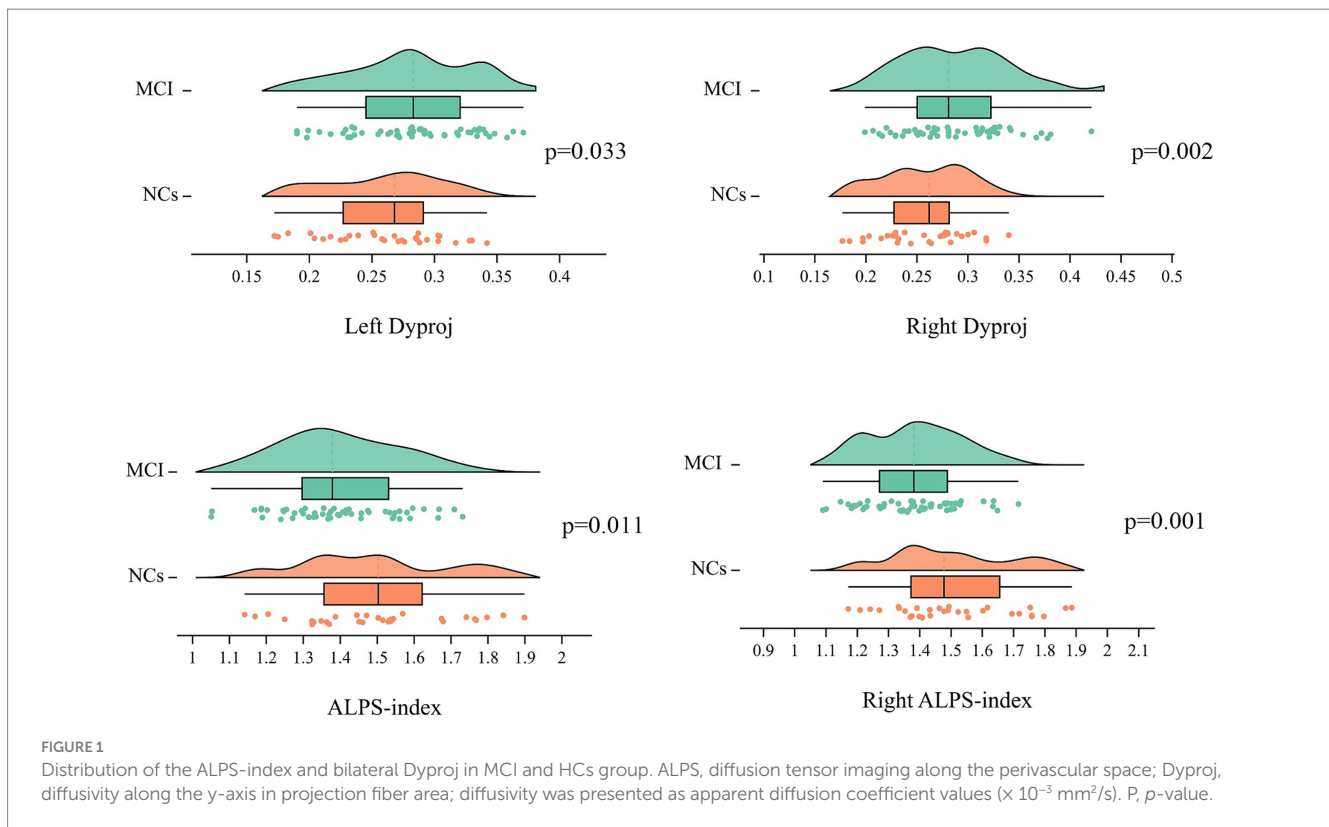 MCI
NCs
p=0.033
0.15 0.2 0.25 0.3 0.35 0.4
Left Dyproj
MCI
NCs
p=0.002
0.1 0.15 0.2 0.25 0.3 0.35 0.4 0.45 0.5
Right Dyproj
MCI
NCs
p=0.011
1 1.1 1.2 1.3 1.4 1.5 1.6 1.7 1.8 1.9 2
ALPS-index
MCI
NCs
p=0.001
0.9 1 1.1 1.2 1.3 1.4 1.5 1.6 1.7 1.8 1.9 2 2.1
Right ALPS-index
FIGURE 1
Distribution of the ALPS-index and bilateral Dyproj in MCI and HCs group. ALPS, diffusion tensor imaging along the perivascular space; Dyproj,
diffusivity along the y-axis in projection fiber area; diffusivity was presented as apparent diffusion coefficient values (× 10⁻³ mm²/s). P, p-value.